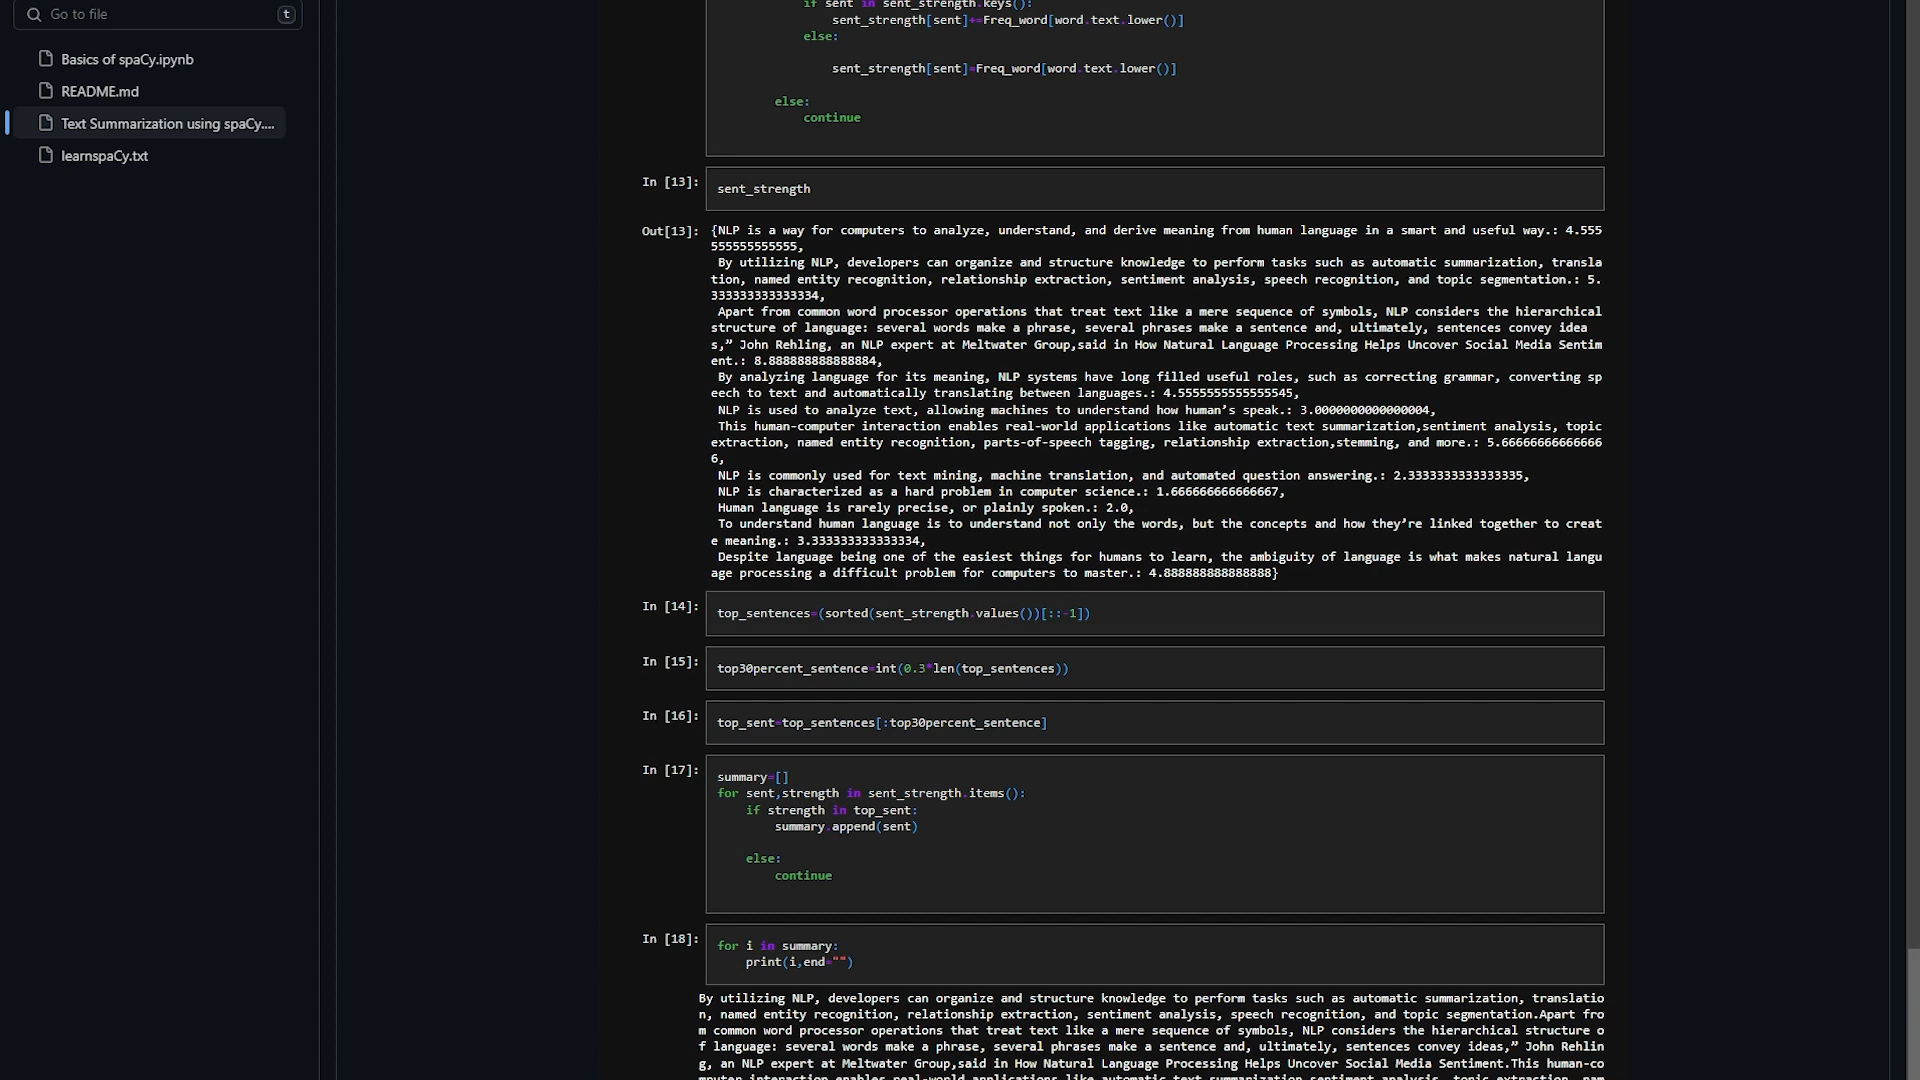 Go to file
t
Basics of spaCy.ipynb
README.md
Text Summarization using spaCy....
learnspaCy.txt
if sent in sent_strength.keys():
sent_strength[sent]+=Freq_word[word.text.lower()]
else:
sent_strength[sent]=Freq_word[word.text.lower()]
else:
continue
In [13]:
sent_strength
Out[13]:
{NLP is a way for computers to analyze, understand, and derive meaning from human language in a smart and useful way.: 4.555
555555555555,
By utilizing NLP, developers can organize and structure knowledge to perform tasks such as automatic summarization, transla
tion, named entity recognition, relationship extraction, sentiment analysis, speech recognition, and topic segmentation.: 5.
333333333333334,
Apart from common word processor operations that treat text like a mere sequence of symbols, NLP considers the hierarchical
structure of language: several words make a phrase, several phrases make a sentence and, ultimately, sentences convey idea
s,” John Rehling, an NLP expert at Meltwater Group,said in How Natural Language Processing Helps Uncover Social Media Sentim
ent.: 8.888888888888884,
By analyzing language for its meaning, NLP systems have long filled useful roles, such as correcting grammar, converting sp
eech to text and automatically translating between languages.: 4.5555555555555545,
NLP is used to analyze text, allowing machines to understand how human’s speak.: 3.0000000000000004,
This human-computer interaction enables real-world applications like automatic text summarization,sentiment analysis, topic
extraction, named entity recognition, parts-of-speech tagging, relationship extraction,stemming, and more.: 5.66666666666666
6,
NLP is commonly used for text mining, machine translation, and automated question answering.: 2.3333333333333335,
NLP is characterized as a hard problem in computer science.: 1.666666666666667,
Human language is rarely precise, or plainly spoken.: 2.0,
To understand human language is to understand not only the words, but the concepts and how they’re linked together to creat
e meaning.: 3.333333333333334,
Despite language being one of the easiest things for humans to learn, the ambiguity of language is what makes natural langu
age processing a difficult problem for computers to master.: 4.888888888888888}
In [14]:
top_sentences=(sorted(sent_strength.values())[::-1])
In [15]:
top30percent_sentence=int(0.3*len(top_sentences))
In [16]:
top_sent=top_sentences[:top30percent_sentence]
In [17]:
summary=[]
for sent,strength in sent_strength.items():
if strength in top_sent:
summary.append(sent)
else:
continue
In [18]:
for i in summary:
print(i,end="")
By utilizing NLP, developers can organize and structure knowledge to perform tasks such as automatic summarization, translatio
n, named entity recognition, relationship extraction, sentiment analysis, speech recognition, and topic segmentation.Apart fro
m common word processor operations that treat text like a mere sequence of symbols, NLP considers the hierarchical structure o
f language: several words make a phrase, several phrases make a sentence and, ultimately, sentences convey ideas,” John Rehlin
g, an NLP expert at Meltwater Group,said in How Natural Language Processing Helps Uncover Social Media Sentiment.This human-co
mputer interaction enables real-world applications like automatic text summarization,sentiment analysis, topic extraction, nam